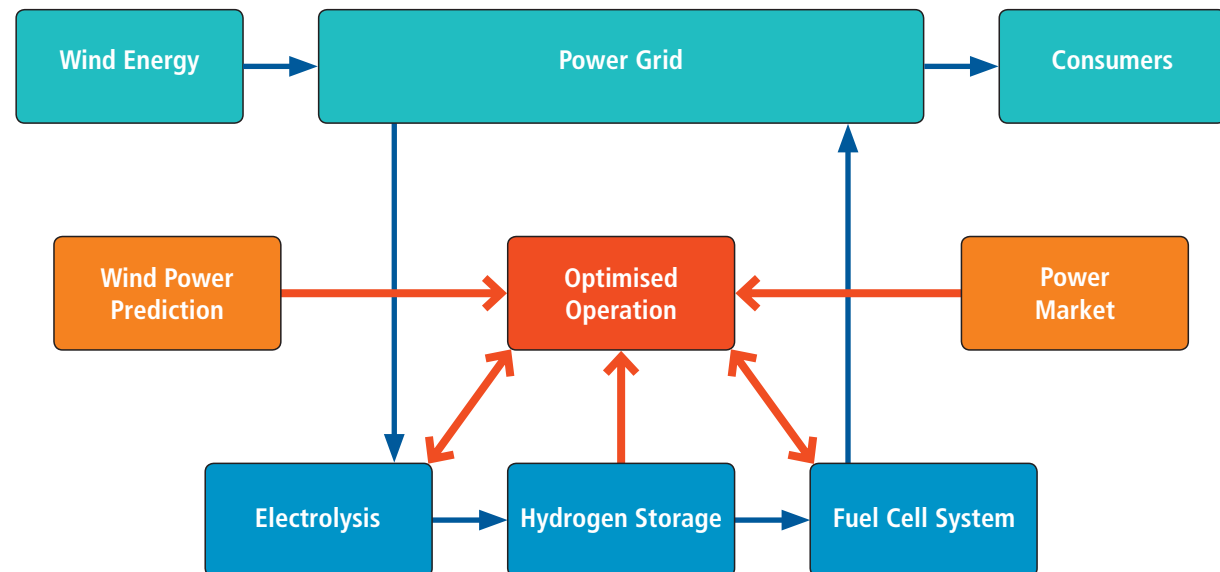 Wind Energy
Power Grid
Consumers
Wind Power
Prediction
Optimised
Operation
Power
Market
Electrolysis
Hydrogen Storage
Fuel Cell System